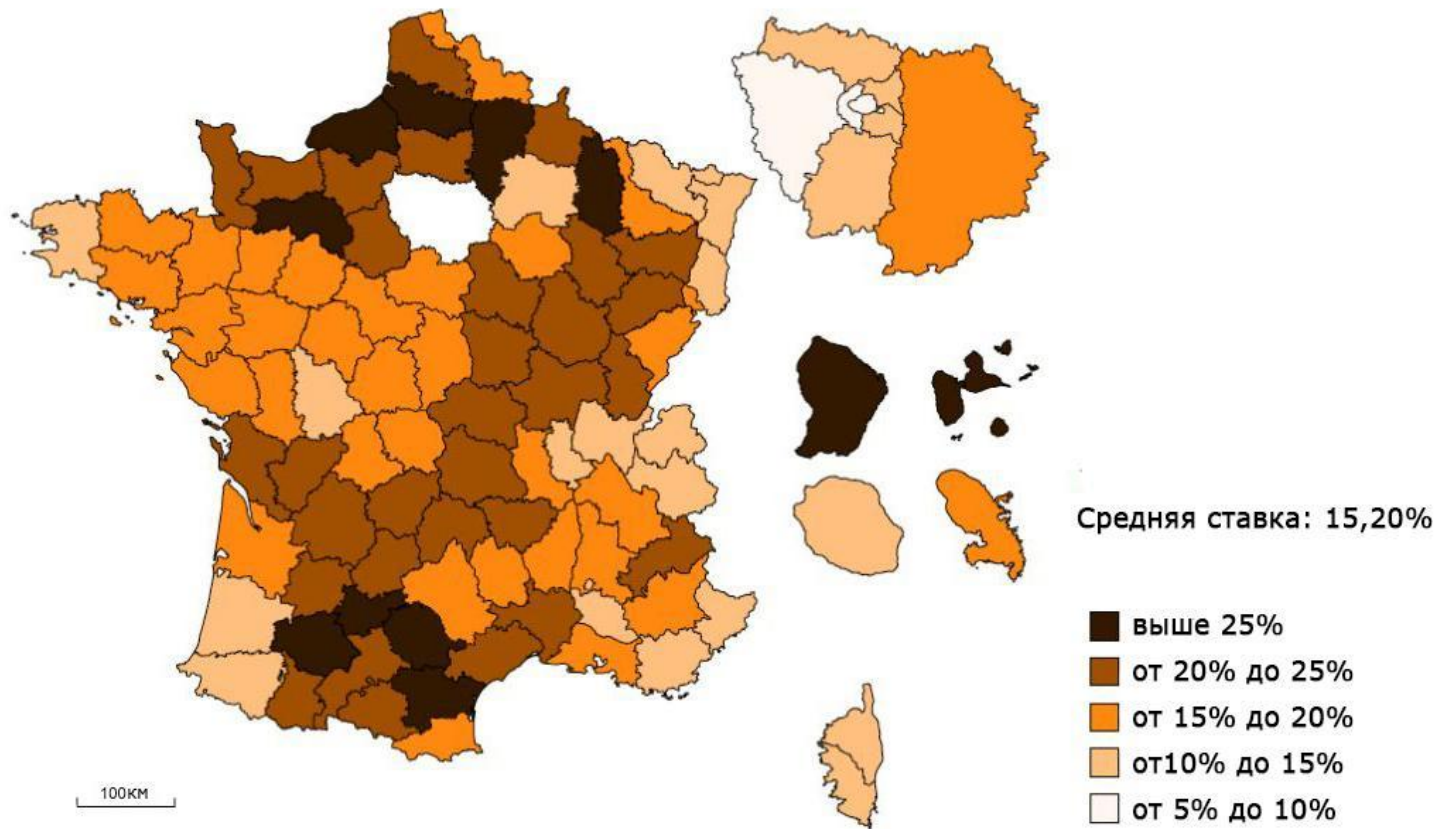 Средняя ставка: 15,20%
выше 25%
от 20% до 25%
от 15% до 20%
от10% до 15%
от 5% до 10%
100км